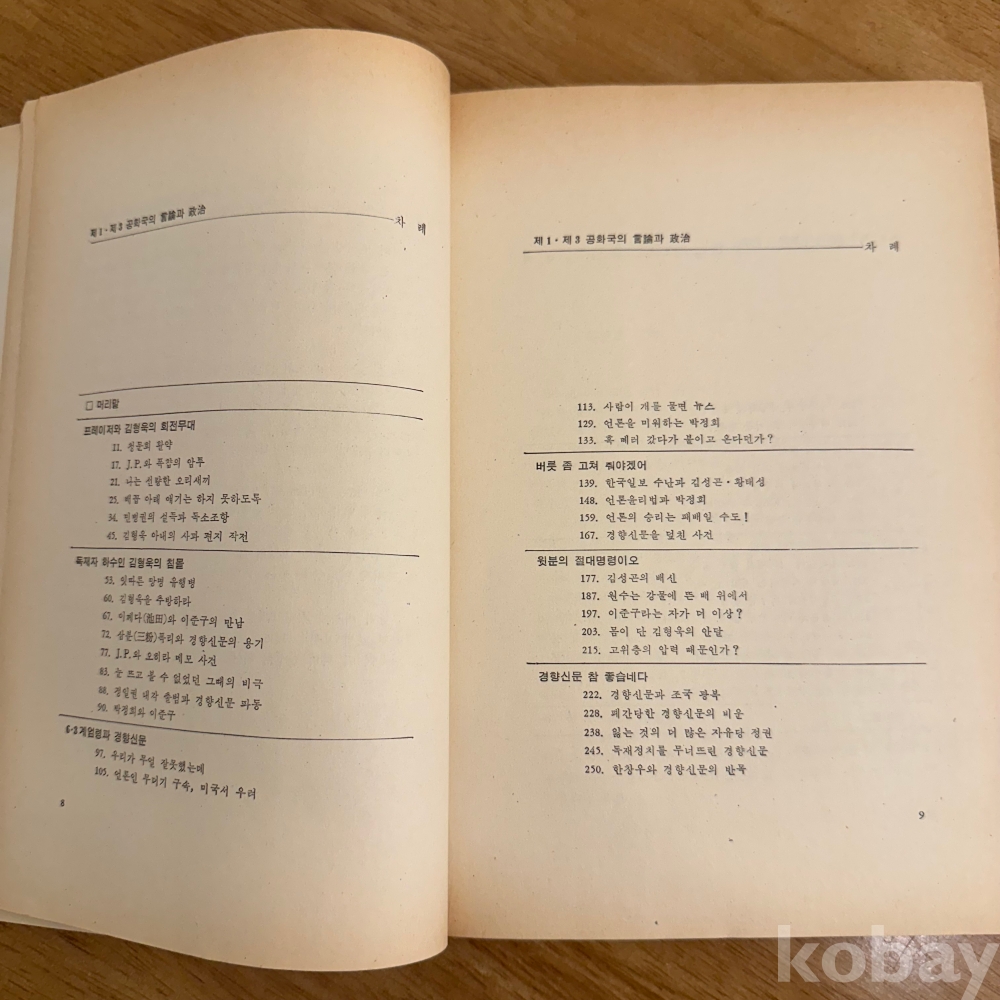 제1·제3 공화국의 言論과 政治
차 례
□ 머리말
프레이저와 김형욱의 회전무대
11. 청문회 활약
17. J.P.와 폭합의 암투
21. 나는 선량한 오리새끼
25. 배꼽 아래 얘기는 하지 못하도록
34. 민병권의 설득과 독소조항
45. 김형욱 아내의 사과 편지 작전
독재자 하수인 김형욱의 침몰
53. 잇따른 망명 유행병
60. 김형욱을 추방하라
67. 이께다(池田)와 이준구의 만남
72. 삼분(三粉)폭리와 경향신문의 용기
77. J.P.와 오히라 메모 사건
83. 눈 뜨고 볼 수 없었던 그때의 비극
88. 정일권 내각 출범과 경향신문 파동
90. 박정희와 이준구
6·3계엄령과 경향신문
97. 우리가 무얼 잘못했는데
105. 언론인 무더기 구속, 미국서 우려
8
제1·제3 공화국의 言論과 政治
차 례
113. 사람이 개를 물면 뉴스
129. 언론을 미워하는 박정희
133. 혹 떼러 갔다가 붙이고 온다던가?
버릇 좀 고쳐 줘야겠어
139. 한국일보 수난과 김성곤·황태성
148. 언론윤리법과 박정희
159. 언론의 승리는 패배일 수도!
167. 경향신문을 덮친 사건
윗분의 절대명령이오
177. 김성곤의 배신
187. 원수는 강물에 뜬 배 위에서
197. 이준구라는 자가 더 이상?
203. 몸이 단 김형욱의 안달
215. 고위층의 압력 때문인가?
경향신문 참 좋습네다
222. 경향신문과 조국 광복
228. 폐간당한 경향신문의 비운
238. 잃는 것의 더 많은 자유당 정권
245. 독재정치를 무너뜨린 경향신문
250. 한창우와 경향신문의 반목
9
kobay